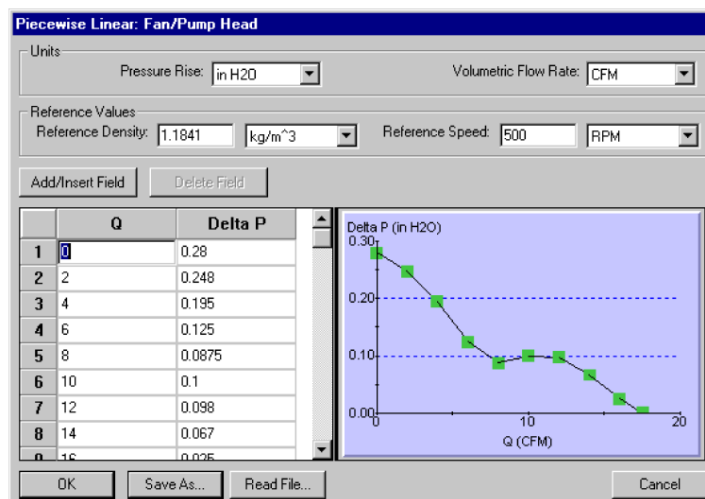 Piecewise Linear: Fan/Pump Head
Units
Pressure Rise: in H2O Volumetric Flow Rate: CFM
Reference Values
Reference Density: 1.1841 kg/m^3 Reference Speed: 500 RPM
Add/Insert Field Delete Field
Q Delta P
1 0 0.28
2 2 0.248
3 4 0.195
4 6 0.125
5 8 0.0875
6 10 0.1
7 12 0.098
8 14 0.067
9 16 0.025
Delta P (in H2O)
0.30
0.20
0.10
0.00
0 10 20
Q (CFM)
OK Save As... Read File... Cancel